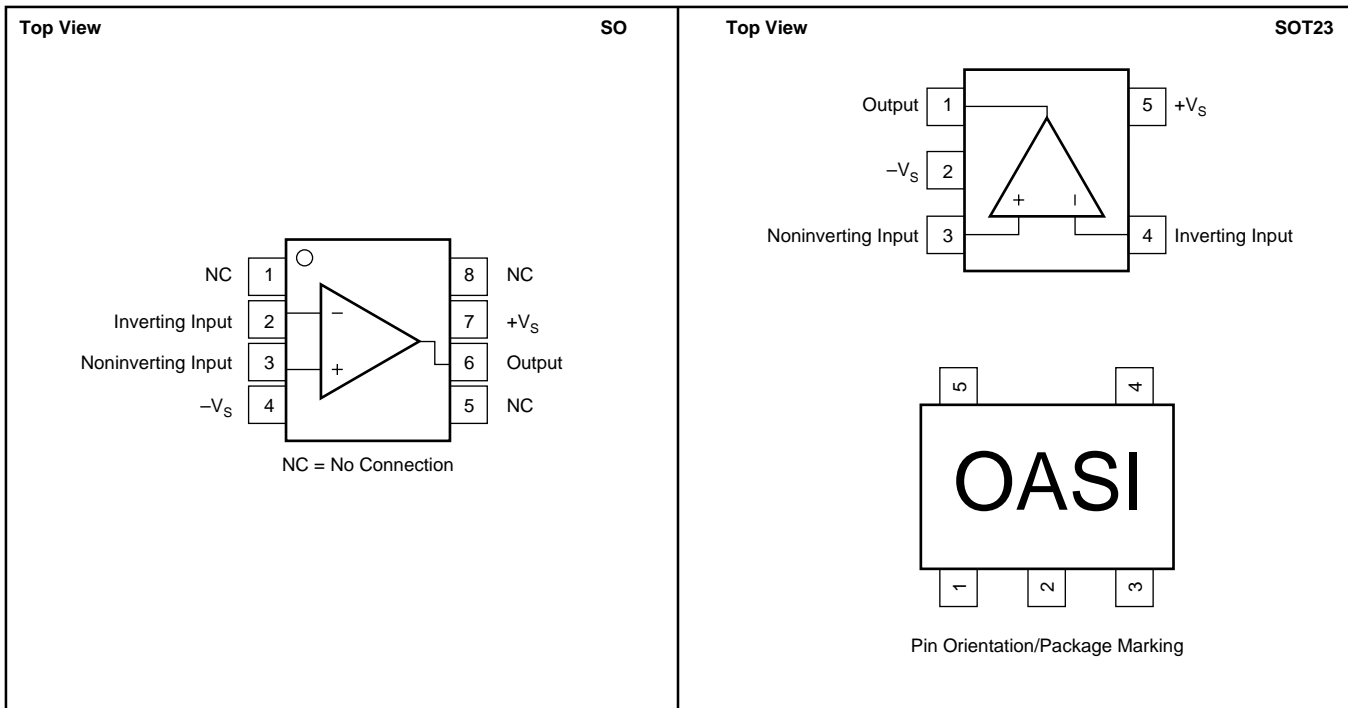 Top View SO
NC 1 8 NC
Inverting Input 2 − 7 +VS
Noninverting Input 3 + 6 Output
–VS 4 5 NC
NC = No Connection
Top View SOT23
Output 1 5 +VS
–VS 2
+ −
Noninverting Input 3 4 Inverting Input
5 4
OASI
1 2 3
Pin Orientation/Package Marking